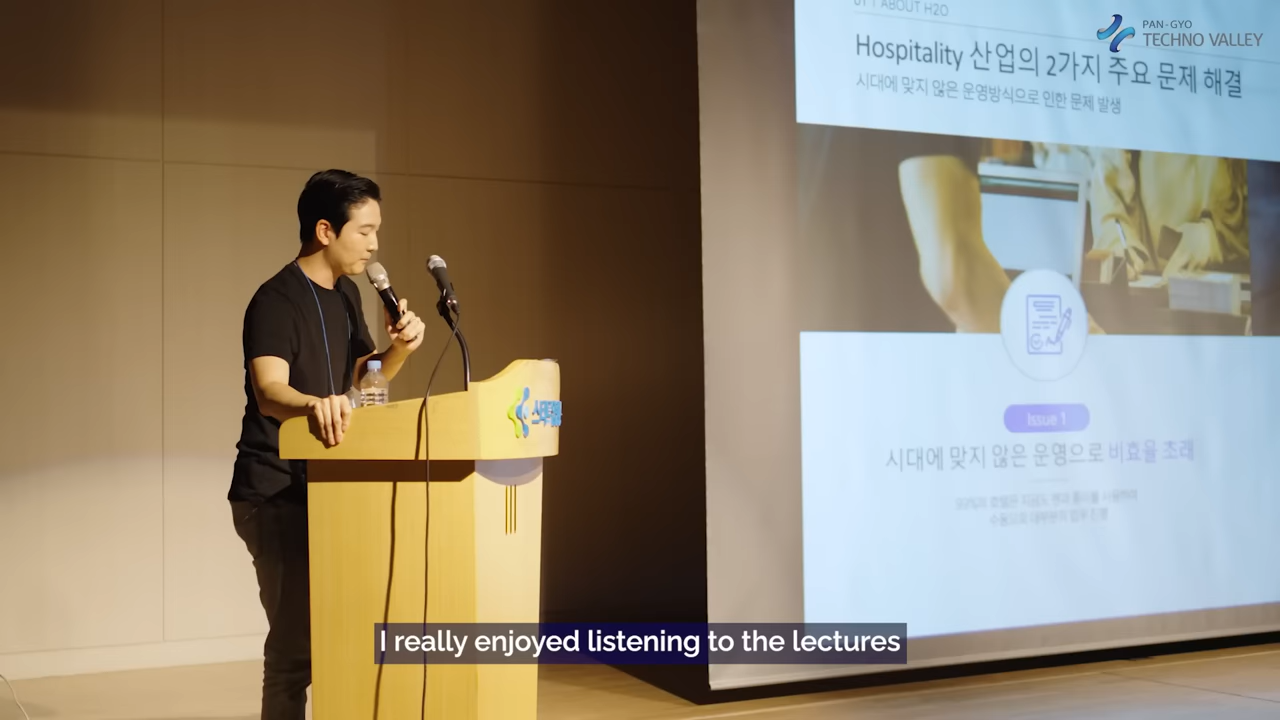 01 | ABOUT H2O
PAN-GYO
TECHNO VALLEY
Hospitality 산업의 2가지 주요 문제 해결
시대에 맞지 않은 운영방식으로 인한 문제 발생
Issue 1
시대에 맞지 않은 운영으로 비효율 초래
I really enjoyed listening to the lectures